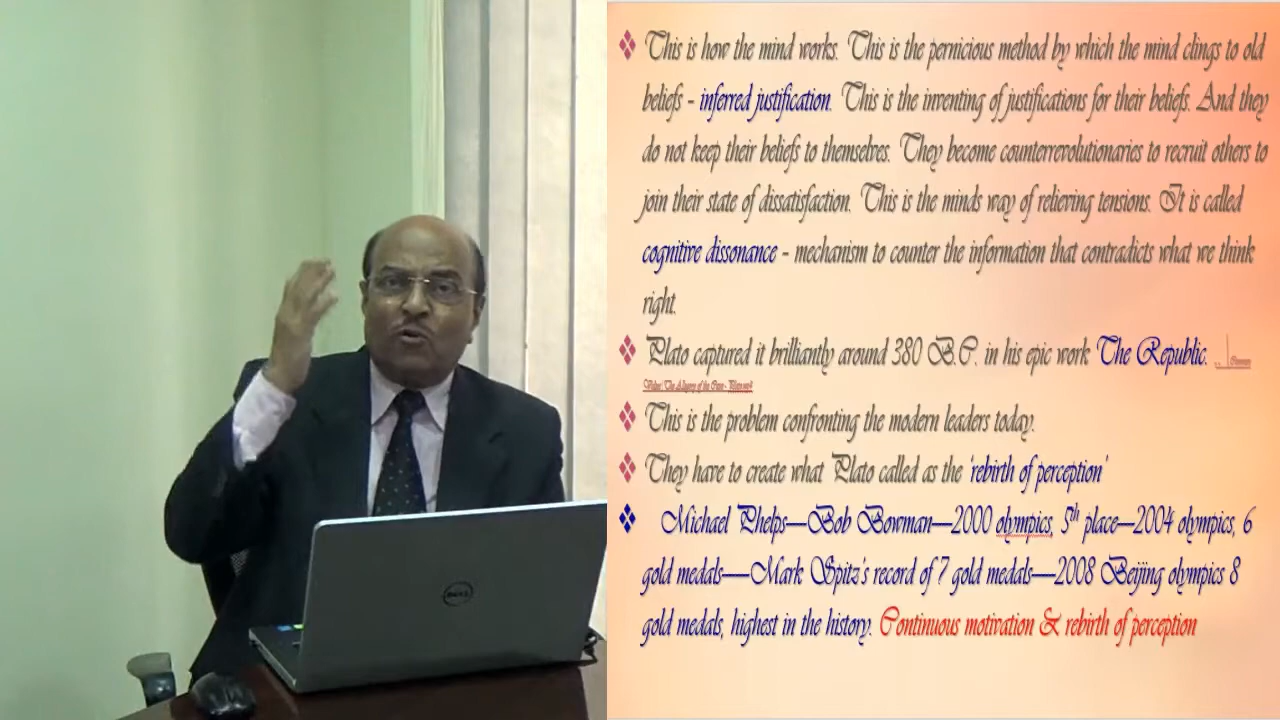 This is how the mind works. This is the pernicious method by which the mind clings to old
beliefs - inferred justification. This is the inventing of justifications for their beliefs. And they
do not keep their beliefs to themselves. They become counterrevolutionaries to recruit others to
join their state of dissatisfaction. This is the minds way of relieving tensions. It is called
cognitive dissonance - mechanism to counter the information that contradicts what we think
right.
Plato captured it brilliantly around 380 B.C. in his epic work The Republic. ..
The Allegory of the Cave -
This is the problem confronting the modern leaders today.
They have to create what Plato called as the 'rebirth of perception'
Michael Phelps—Bob Bowman—2000 olympics, 5th place—2004 olympics, 6
gold medals—–Mark Spitz's record of 7 gold medals—–2008 Beijing olympics 8
gold medals, highest in the history. Continuous motivation & rebirth of perception
DELL